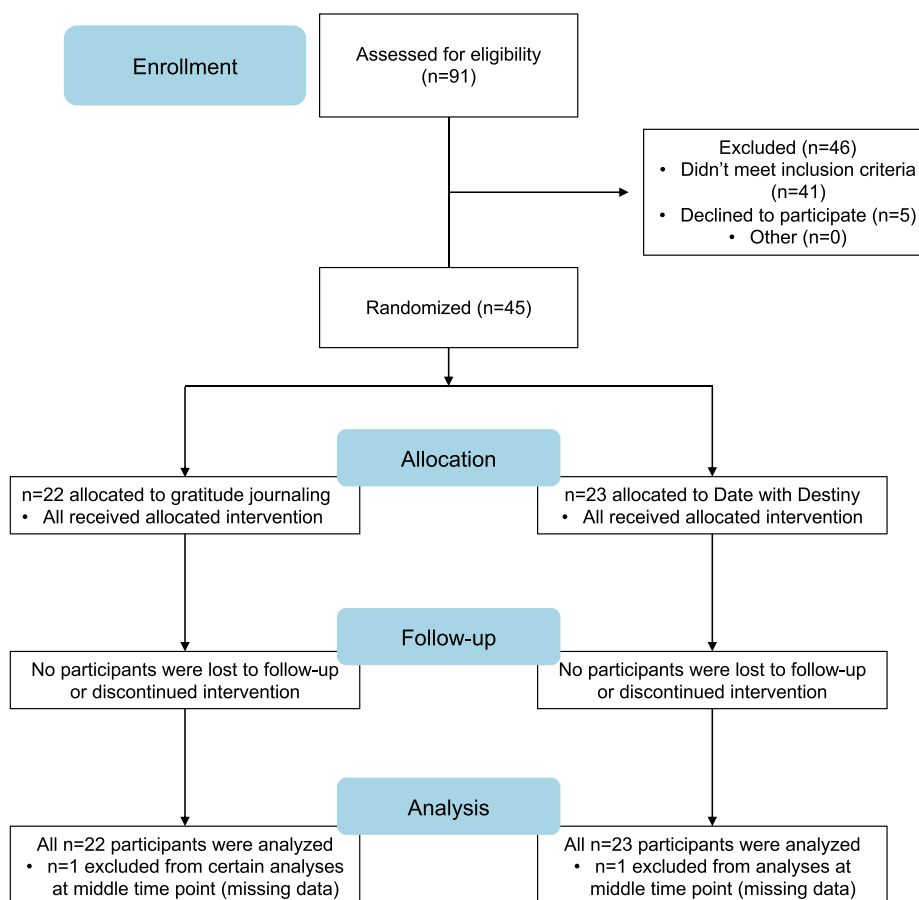 Enrollment
Assessed for eligibility
(n=91)
Excluded (n=46)
• Didn’t meet inclusion criteria
(n=41)
• Declined to participate (n=5)
• Other (n=0)
Randomized (n=45)
Allocation
n=22 allocated to gratitude journaling
• All received allocated intervention
n=23 allocated to Date with Destiny
• All received allocated intervention
Follow-up
No participants were lost to follow-up
or discontinued intervention
No participants were lost to follow-up
or discontinued intervention
Analysis
All n=22 participants were analyzed
• n=1 excluded from certain analyses
at middle time point (missing data)
All n=23 participants were analyzed
• n=1 excluded from analyses at
middle time point (missing data)